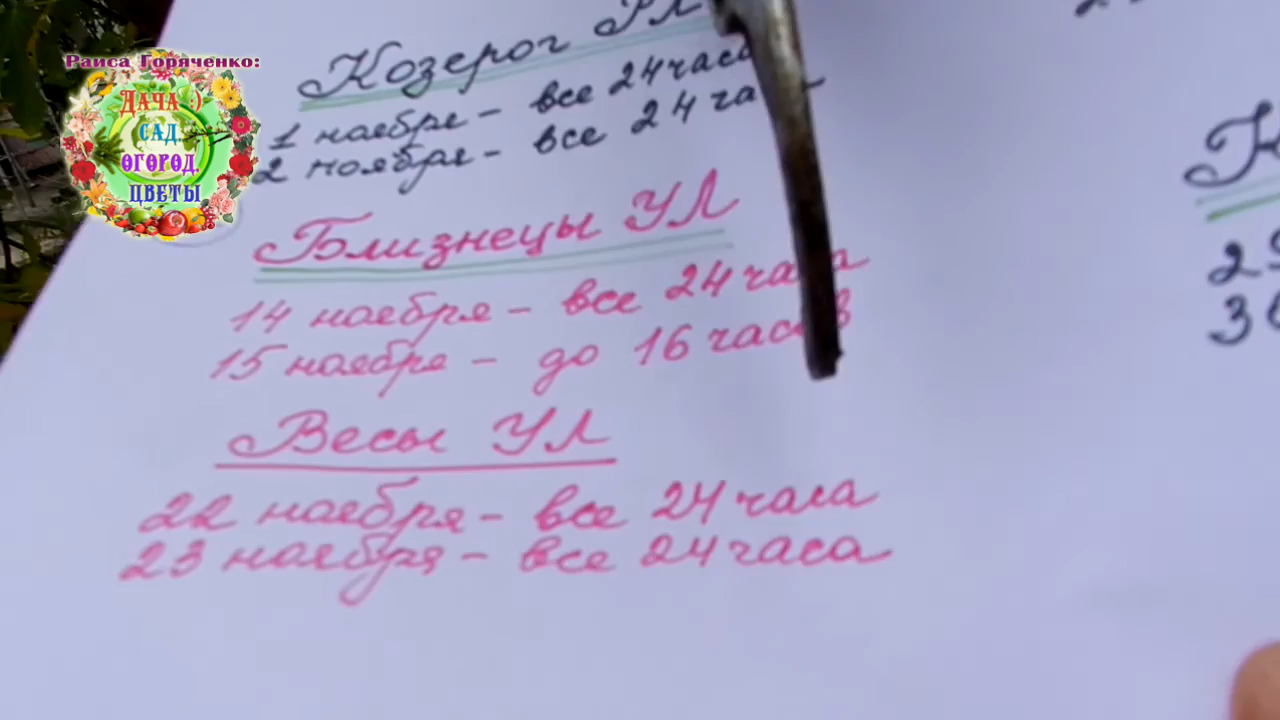 Раиса Горяченко:
ДАЧА :)
САД,
ОГОРОД,
ЦВЕТЫ
Козерог РЛ
1 ноября - все 24 часа
2 ноября - все 24 ча
Близнецы УЛ
14 ноября - все 24 часа
15 ноября - до 16 часов
Весы УЛ
22 ноября - все 24 часа
23 ноября - все 24 часа